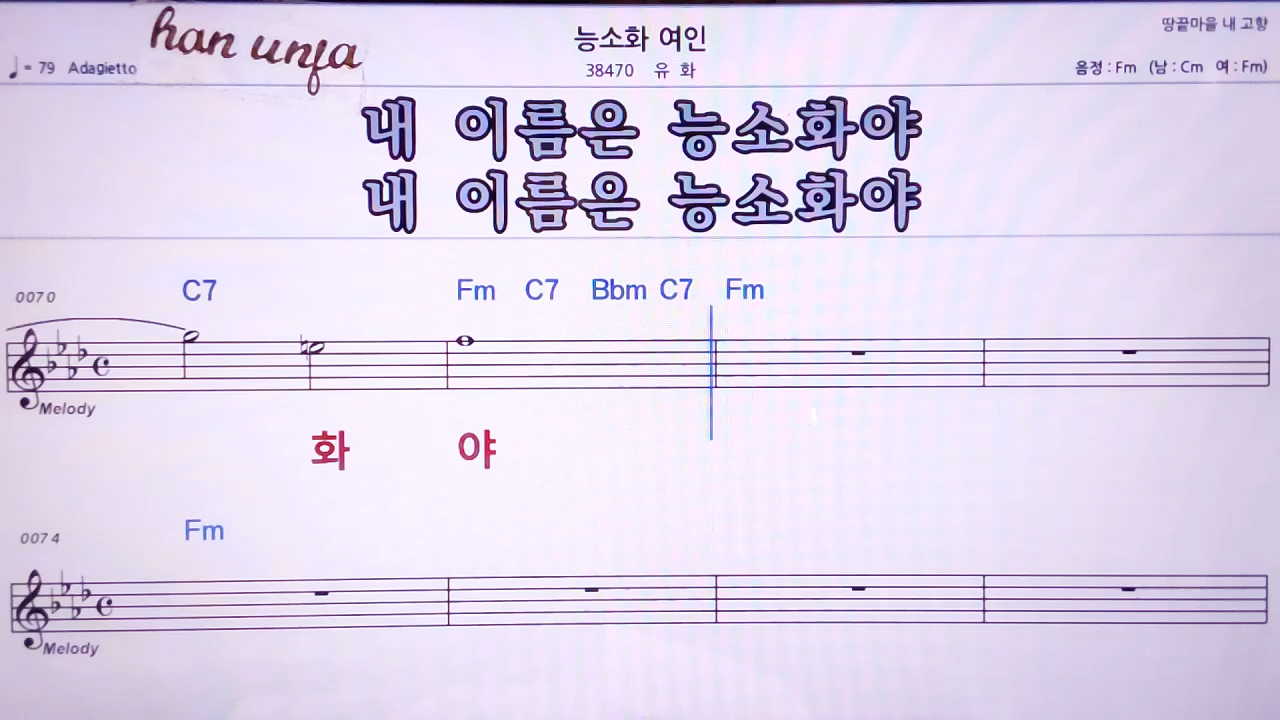 han unja
능소화 여인
땅끝마을 내 고향
♩= 79 Adagietto
38470 유 화
음정 : Fm (남 : Cm 여 : Fm)
내 이름은 능소화야
내 이름은 능소화야
0070 C7 Fm C7 Bbm C7 Fm
Melody
화 야
0074 Fm
Melody